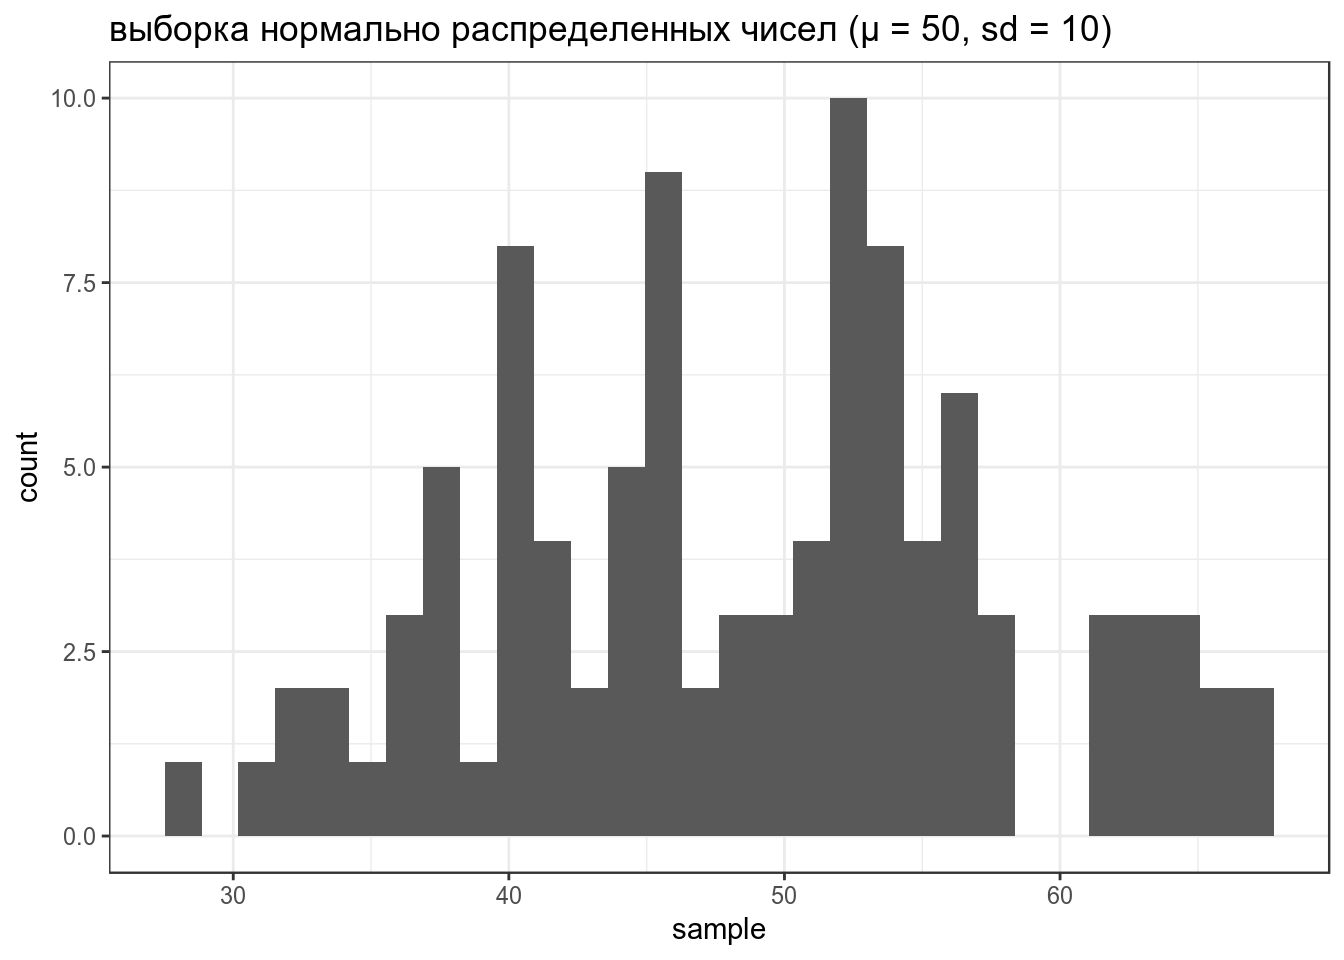 выборка нормально распределенных чисел (μ = 50, sd = 10)
count
10.0
7.5
5.0
2.5
0.0
30 40 50 60
sample